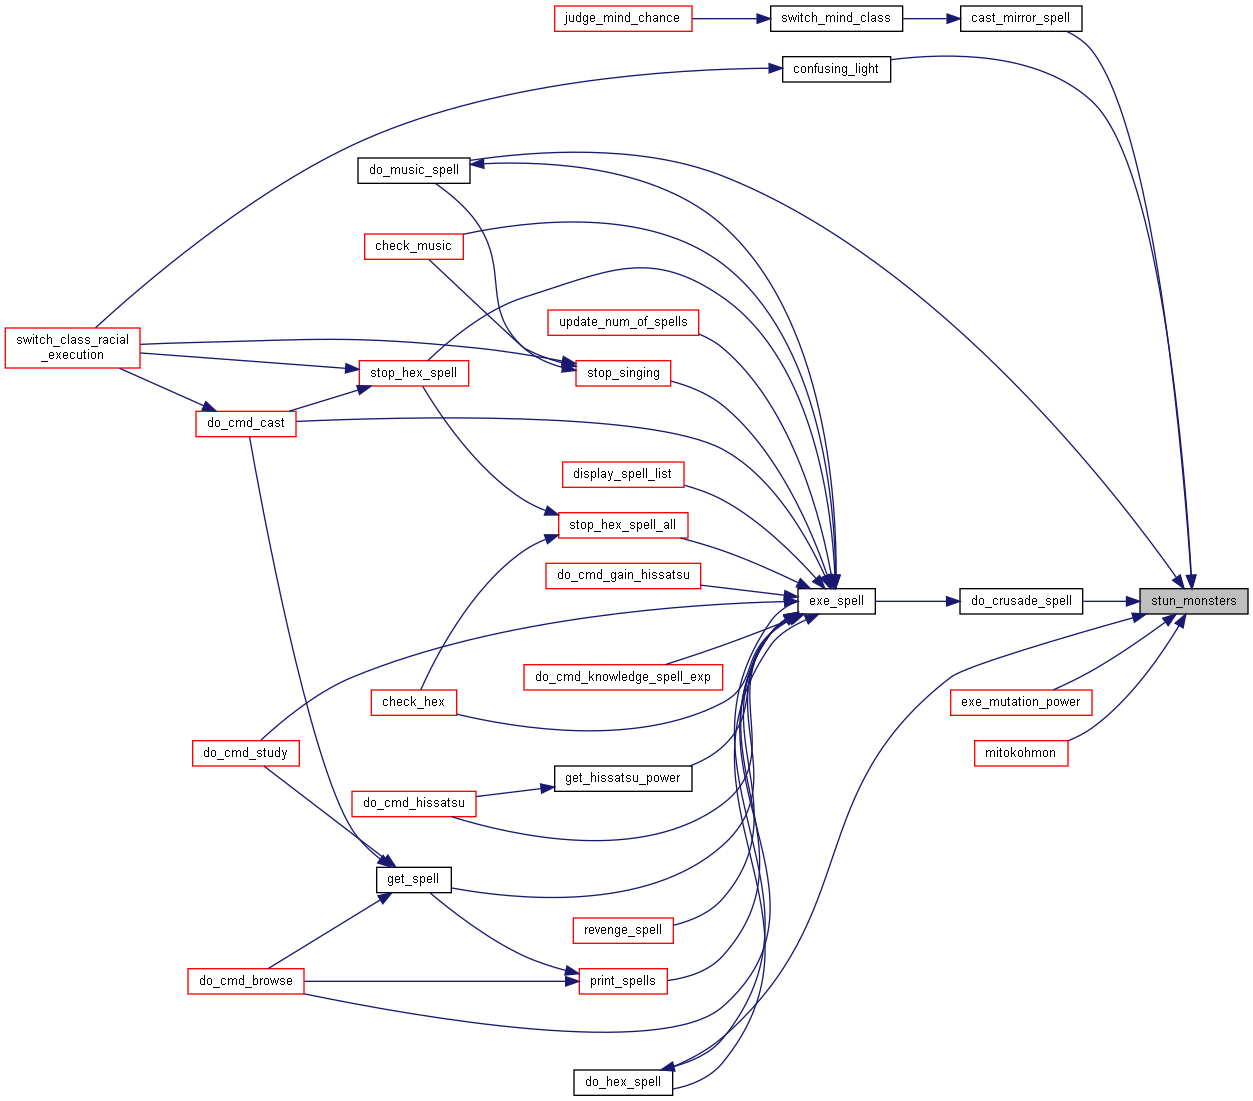 judge_mind_chance
switch_mind_class
cast_mirror_spell
confusing_light
do_music_spell
check_music
update_num_of_spells
switch_class_racial
_execution
stop_hex_spell
stop_singing
do_cmd_cast
display_spell_list
stop_hex_spell_all
do_cmd_gain_hissatsu
exe_spell
do_crusade_spell
stun_monsters
do_cmd_knowledge_spell_exp
check_hex
exe_mutation_power
do_cmd_study
mitokohmon
get_hissatsu_power
do_cmd_hissatsu
get_spell
revenge_spell
do_cmd_browse
print_spells
do_hex_spell